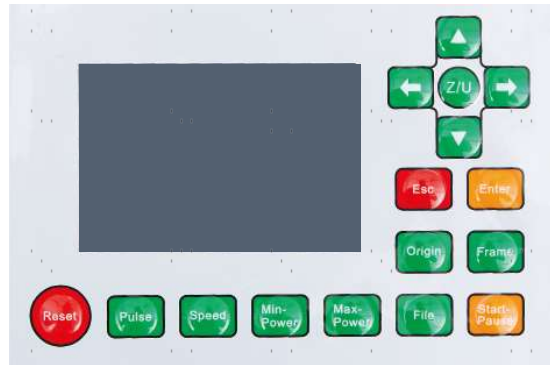 Z/U
Esc
Enter
Origin
Frame
Reset
Pulse
Speed
Min-
Power
Max-
Power
File
Start-
Pause